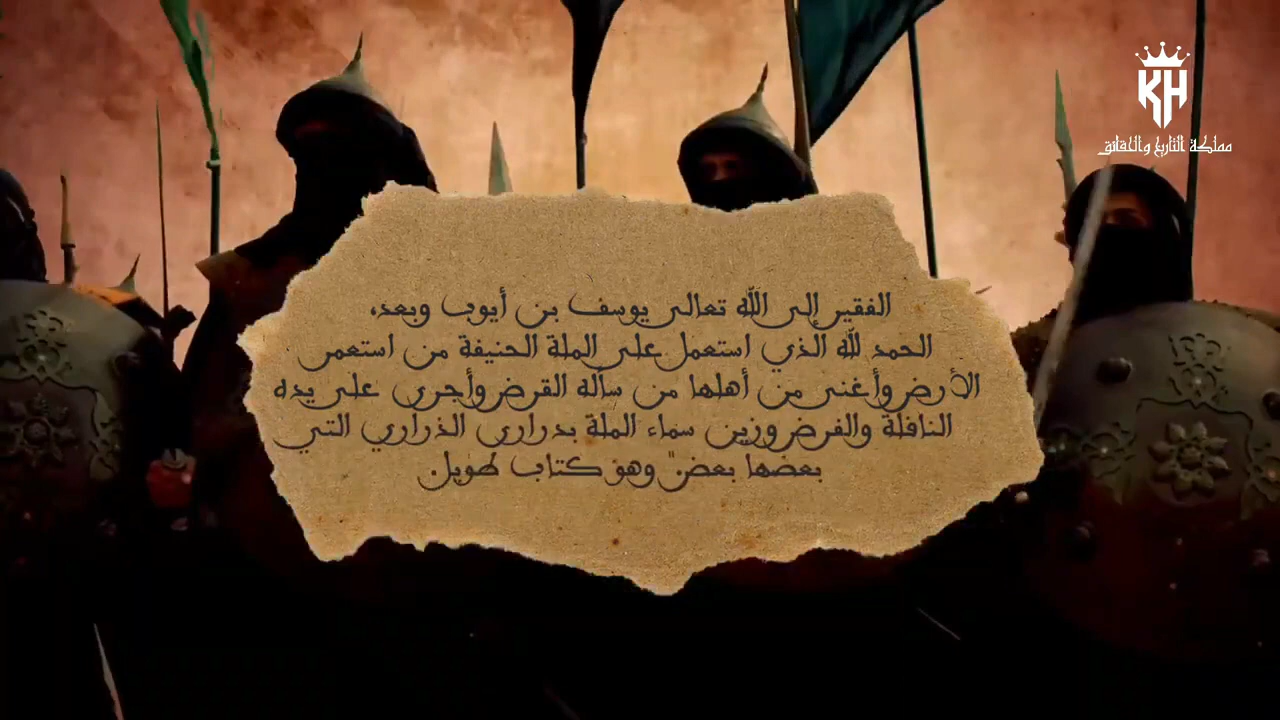 KH
مملكة التاريخ والحقائق
الفقير إلى الله تعالى يوسف بن أيوب وبعد،
الحمد لله الذي استعمل على الملة الحنيفة من استعمر
الأرض وأغنى من أهلها من سأله القرض وأجرى على يده
النافلة والفرض وزين سماء الملة بدراري الذراري التي
بعضها بعض" وهو كتاب طويل.